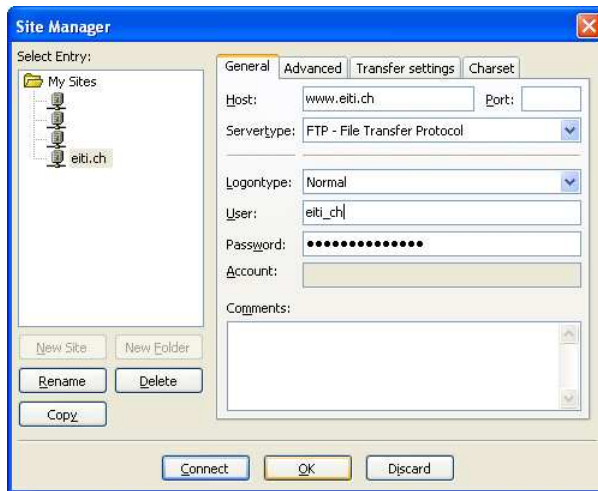 Site Manager
Select Entry:
My Sites
eiti.ch
New Site New Folder
Rename Delete
Copy
General Advanced Transfer settings Charset
Host: www.eiti.ch Port:
Servertype: FTP - File Transfer Protocol
Logontype: Normal
User: eiti_ch
Password: ●●●●●●●●●●●●●●
Account:
Comments:
Connect OK Discard